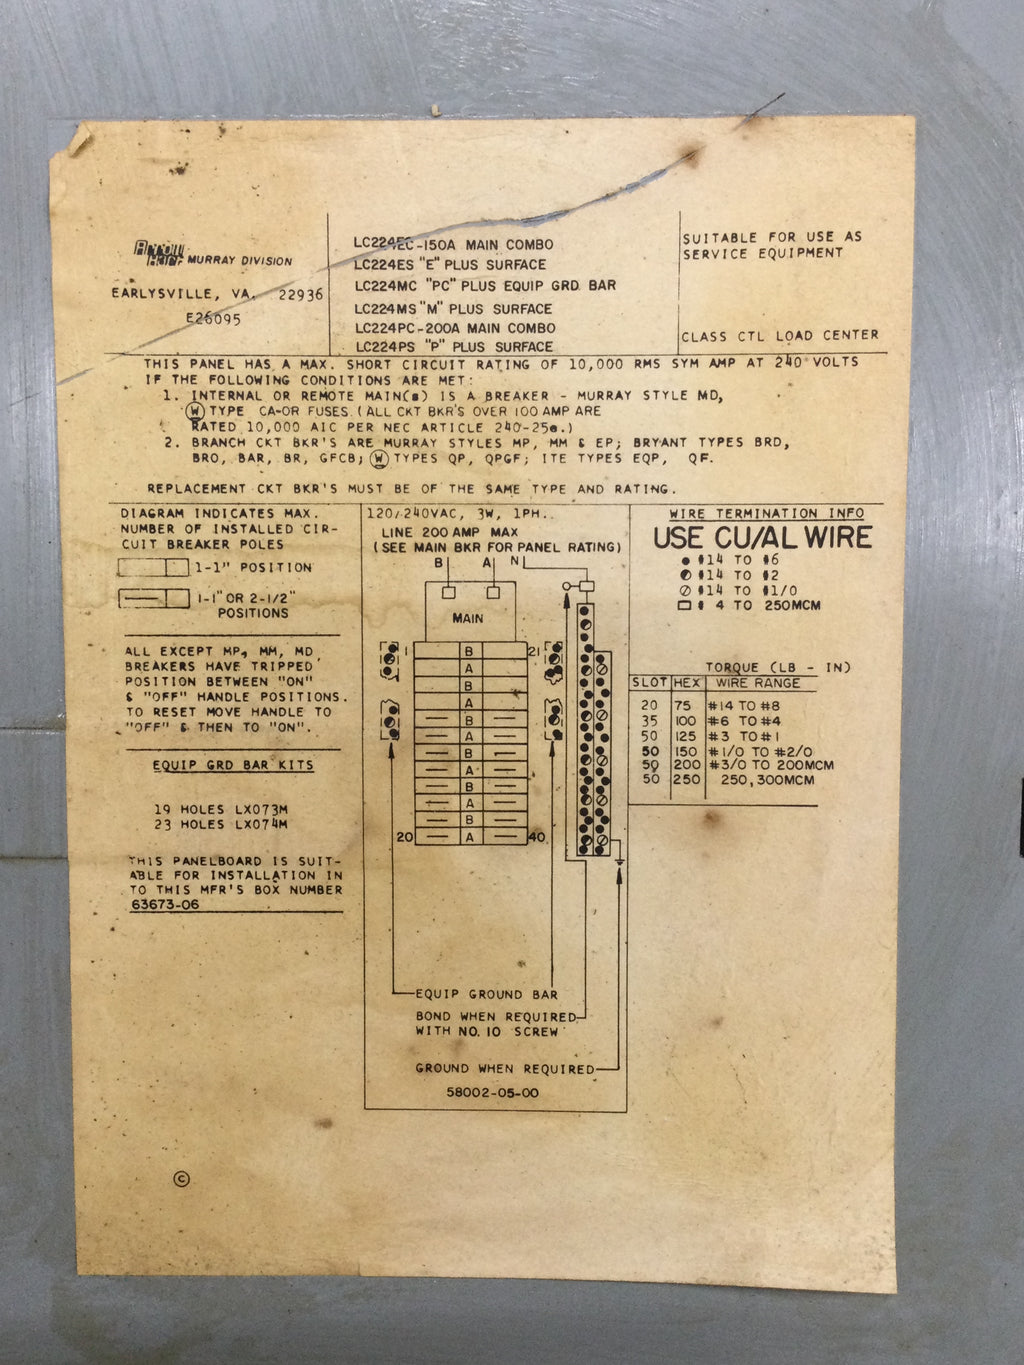 Arrow Hart MURRAY DIVISION
EARLYSVILLE, VA. 22936
E26095
LC224EC-150A MAIN COMBO
LC224ES "E" PLUS SURFACE
LC224MC "PC" PLUS EQUIP GRD BAR
LC224MS "M" PLUS SURFACE
LC224PC-200A MAIN COMBO
LC224PS "P" PLUS SURFACE
SUITABLE FOR USE AS
SERVICE EQUIPMENT
CLASS CTL LOAD CENTER
THIS PANEL HAS A MAX. SHORT CIRCUIT RATING OF 10,000 RMS SYM AMP AT 240 VOLTS
IF THE FOLLOWING CONDITIONS ARE MET:
1. INTERNAL OR REMOTE MAIN(s) IS A BREAKER - MURRAY STYLE MD,
W TYPE CA-OR FUSES. (ALL CKT BKR'S OVER 100 AMP ARE
RATED 10,000 AIC PER NEC ARTICLE 240-25e.)
2. BRANCH CKT BKR'S ARE MURRAY STYLES MP, MM & EP; BRYANT TYPES BRD,
BRO, BAR, BR, GFCB; W TYPES QP, QPGF; ITE TYPES EQP, QF.
REPLACEMENT CKT BKR'S MUST BE OF THE SAME TYPE AND RATING.
DIAGRAM INDICATES MAX.
NUMBER OF INSTALLED CIR-
CUIT BREAKER POLES
1-1" POSITION
1-1" OR 2-1/2"
POSITIONS
ALL EXCEPT MP, MM, MD
BREAKERS HAVE TRIPPED
POSITION BETWEEN "ON"
& "OFF" HANDLE POSITIONS.
TO RESET MOVE HANDLE TO
"OFF" & THEN TO "ON".
EQUIP GRD BAR KITS
19 HOLES LX073M
23 HOLES LX074M
THIS PANELBOARD IS SUIT-
ABLE FOR INSTALLATION IN
TO THIS MFR'S BOX NUMBER
63673-06
120/240VAC, 3W, 1PH..
LINE 200 AMP MAX
(SEE MAIN BKR FOR PANEL RATING)
B A N
MAIN
1 B 21
A
B
A
B
A
B
A
B
A
B
20 A 40
EQUIP GROUND BAR
BOND WHEN REQUIRED
WITH NO. 10 SCREW
GROUND WHEN REQUIRED
58002-05-00
WIRE TERMINATION INFO
USE CU/AL WIRE
#14 TO #6
#14 TO #2
#14 TO #1/0
# 4 TO 250MCM
TORQUE (LB - IN)
SLOT HEX WIRE RANGE
20 75 #14 TO #8
35 100 #6 TO #4
50 125 #3 TO #1
50 150 #1/0 TO #2/0
50 200 #3/0 TO 200MCM
50 250 250,300MCM
©